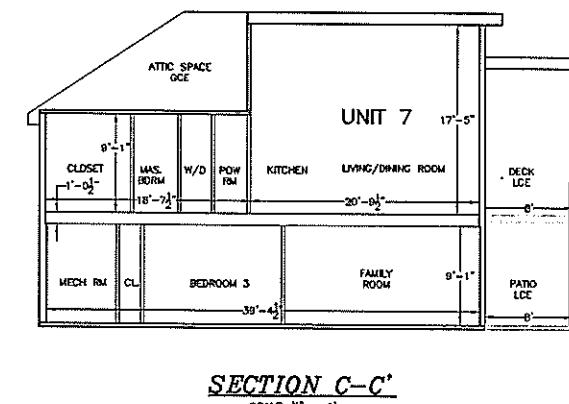 ATTIC SPACE
GCE
UNIT 7
17'-5"
9'-1"
CLOSET
MAS.
BDRM
W/D
POW
RM
KITCHEN
LIVING/DINING ROOM
DECK
LCE
1'-0½"
18'-7½"
20'-9½"
8'
MECH RM
CL
BEDROOM 3
FAMILY
ROOM
9'-1"
PATIO
LCE
39'-4½"
8'
SECTION C-C'